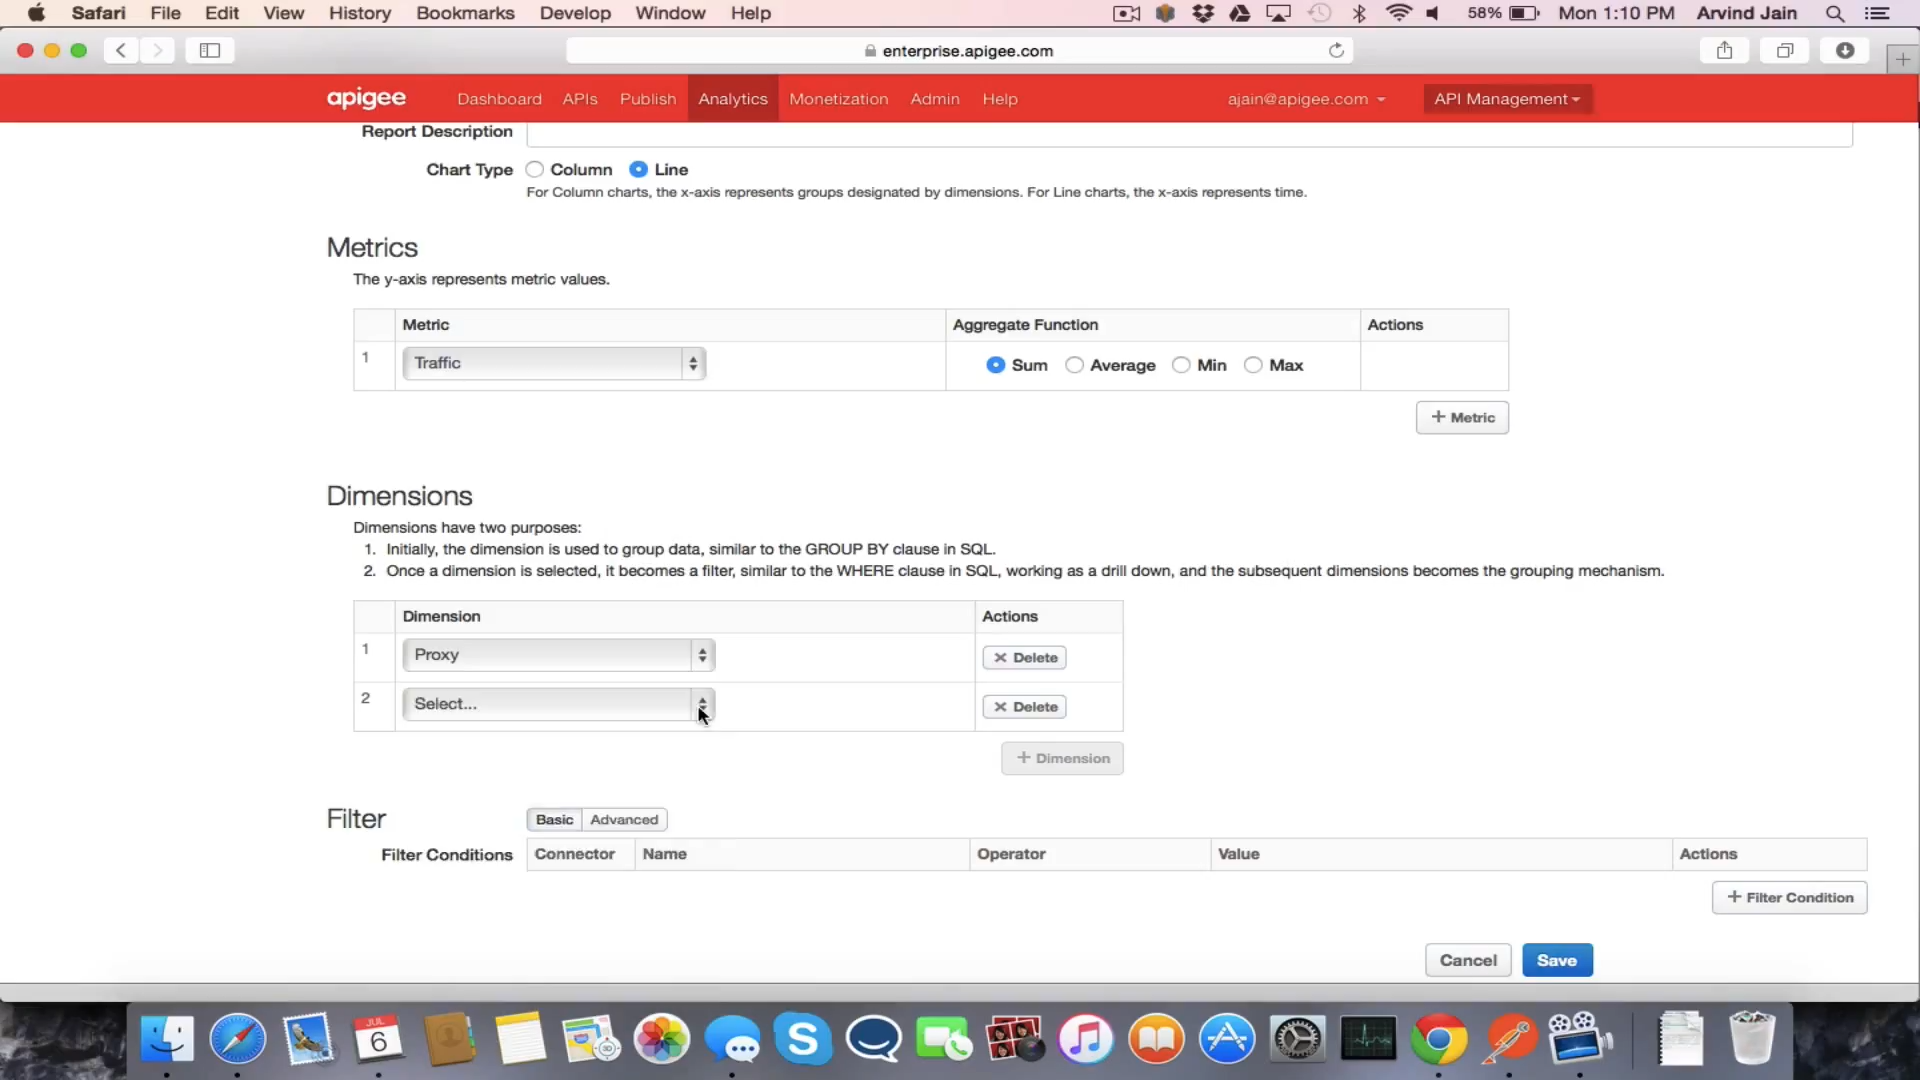 Safari File Edit View History Bookmarks Develop Window Help 58% Mon 1:10 PM Arvind Jain
enterprise.apigee.com
apigee Dashboard APIs Publish Analytics Monetization Admin Help ajain@apigee.com API Management
Report Description
Chart Type Column Line
For Column charts, the x-axis represents groups designated by dimensions. For Line charts, the x-axis represents time.
Metrics
The y-axis represents metric values.
Metric Aggregate Function Actions
1 Traffic Sum Average Min Max
+ Metric
Dimensions
Dimensions have two purposes:
1. Initially, the dimension is used to group data, similar to the GROUP BY clause in SQL.
2. Once a dimension is selected, it becomes a filter, similar to the WHERE clause in SQL, working as a drill down, and the subsequent dimensions becomes the grouping mechanism.
Dimension Actions
1 Proxy × Delete
2 Select... × Delete
+ Dimension
Filter Basic Advanced
Filter Conditions Connector Name Operator Value Actions
+ Filter Condition
Cancel Save
JUL
6
3D